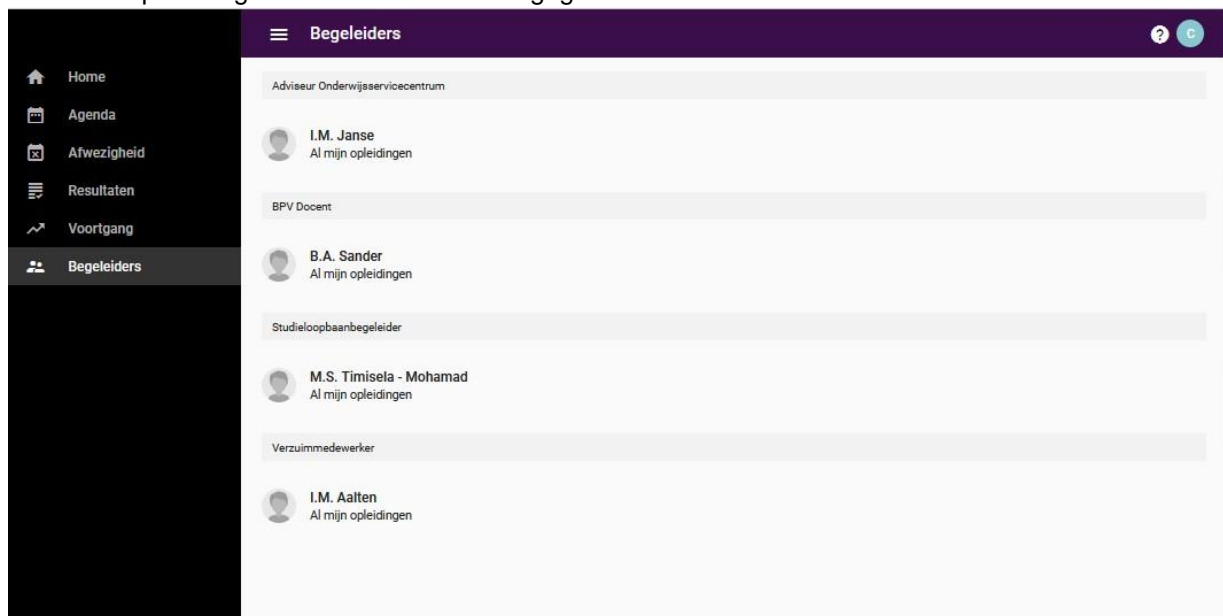 Begeleiders
C
Home
Agenda
Afwezigheid
Resultaten
Voortgang
Begeleiders
Adviseur Onderwijsservicecentrum
I.M. Janse
Al mijn opleidingen
BPV Docent
B.A. Sander
Al mijn opleidingen
Studieloopbaanbegeleider
M.S. Timisela - Mohamad
Al mijn opleidingen
Verzuimmedewerker
I.M. Aalten
Al mijn opleidingen